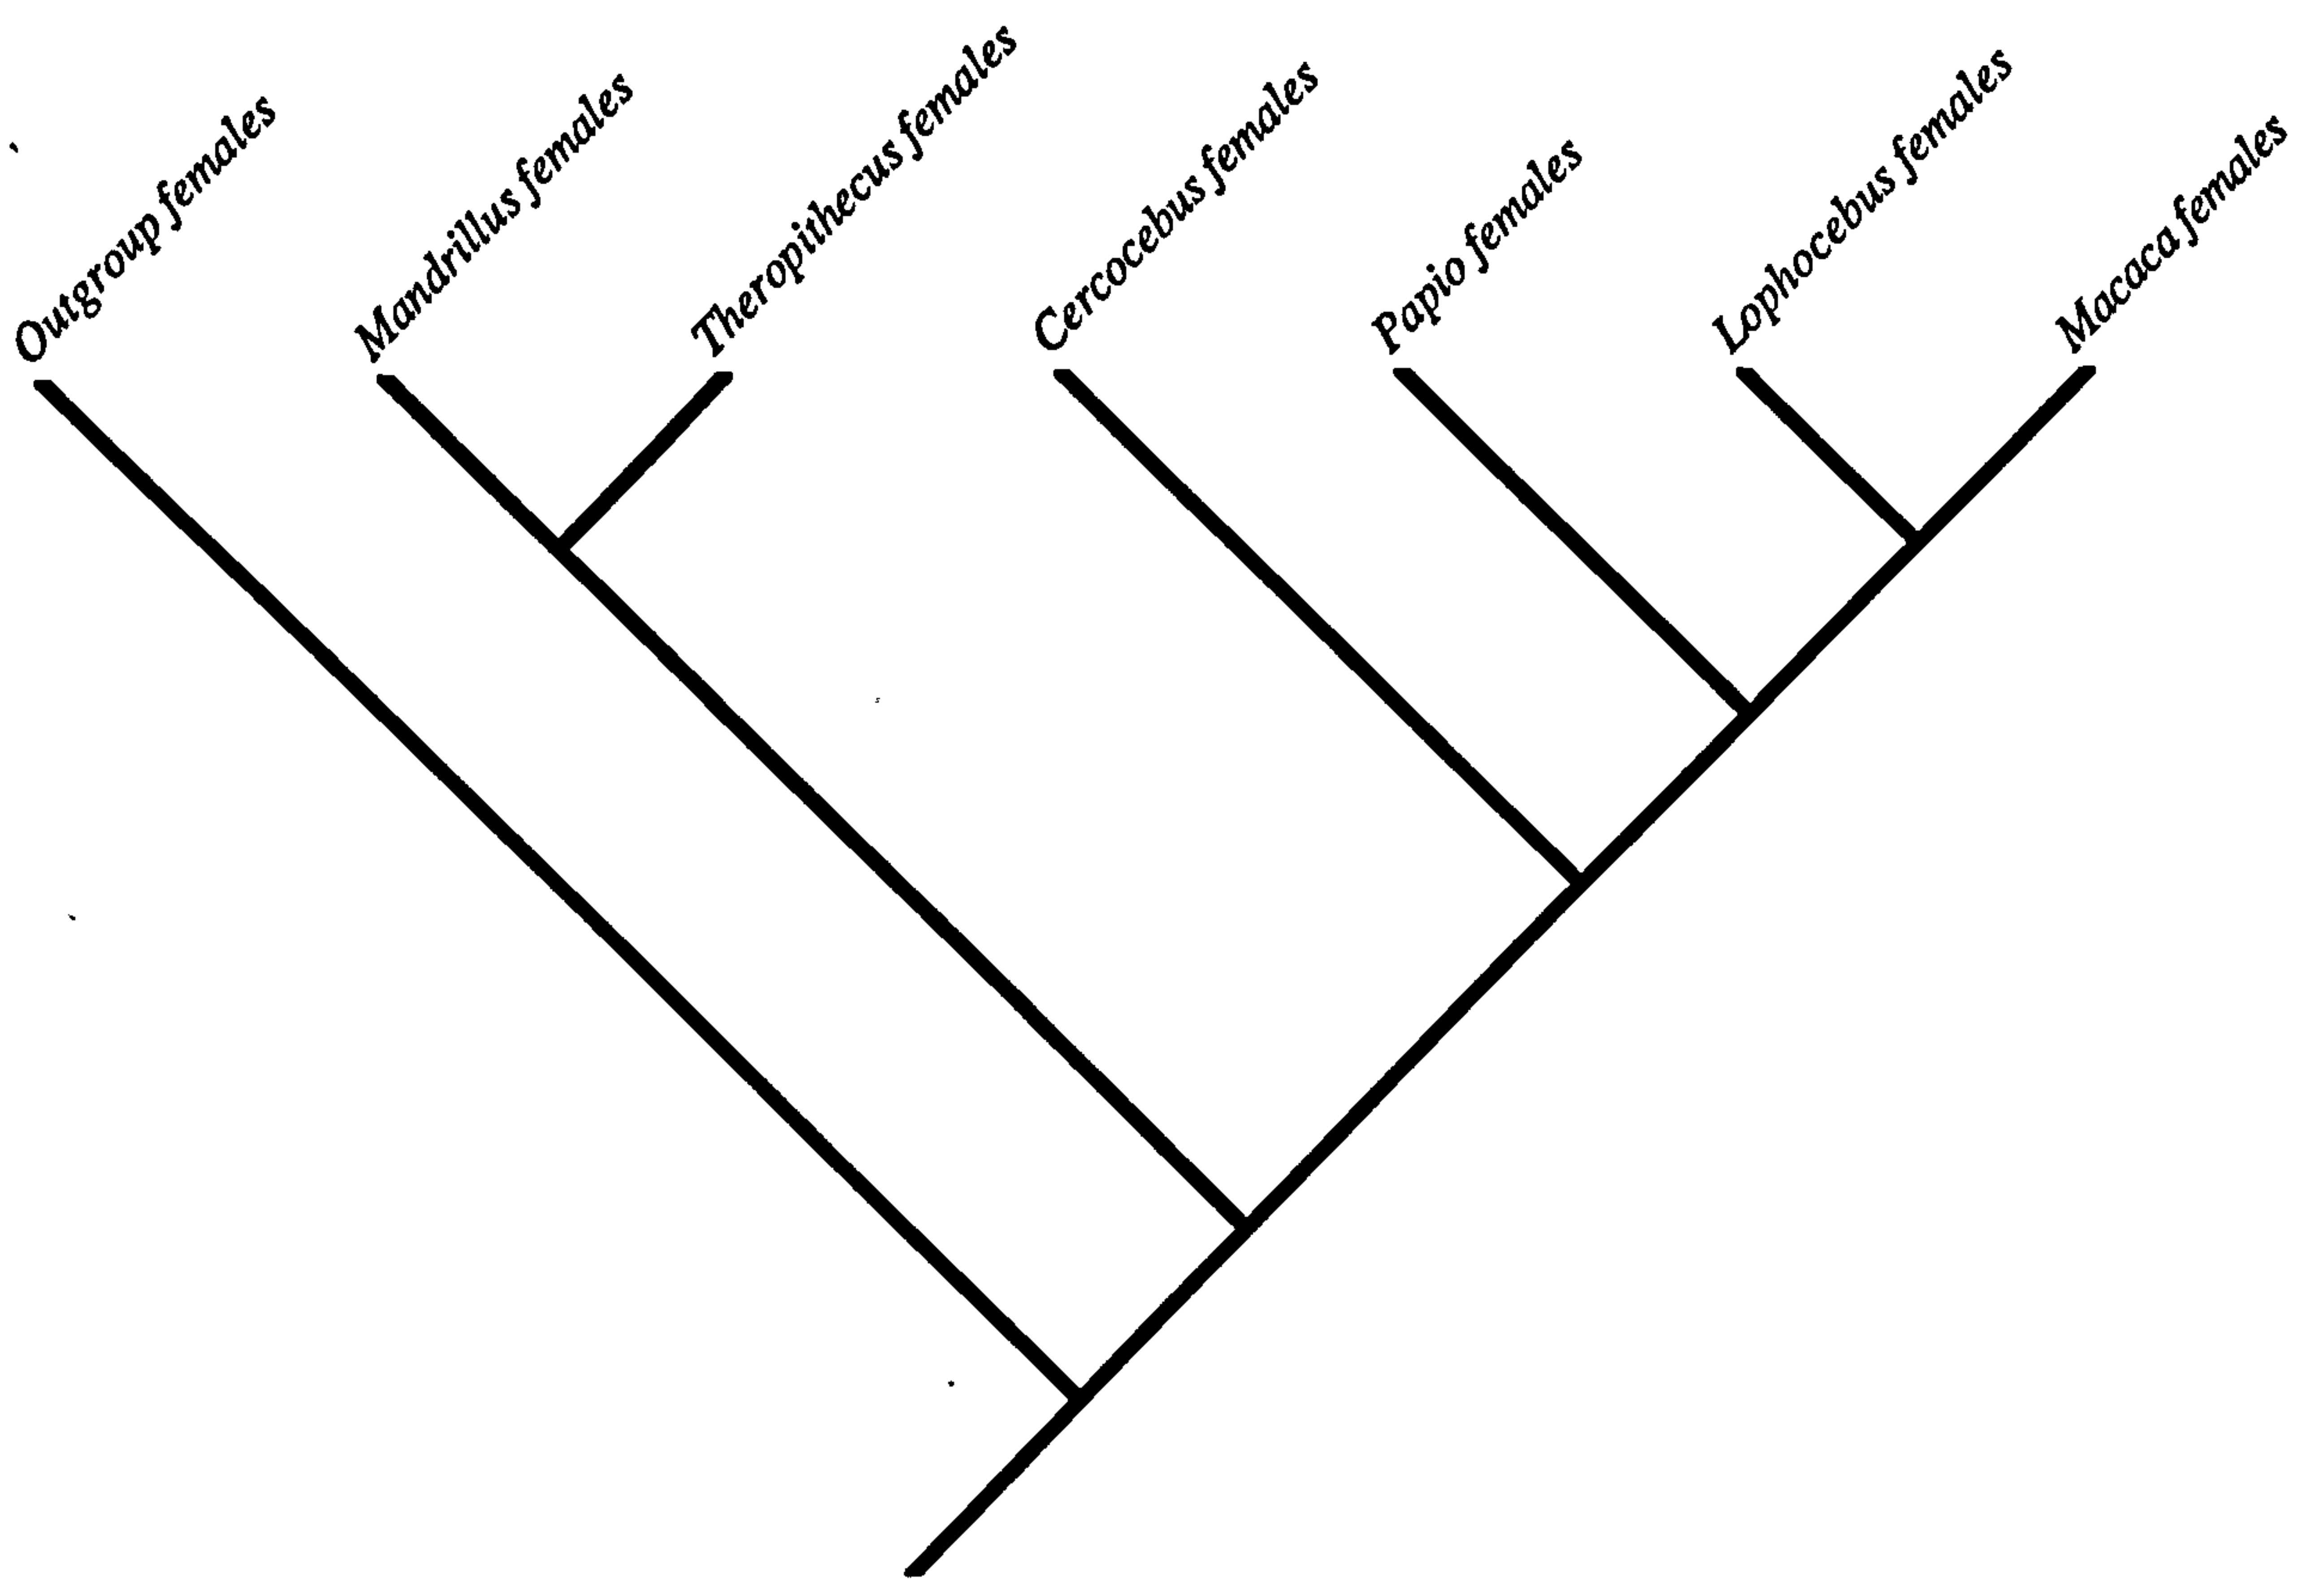 Outgroup females
Mandrillus females
Theropithecus females
Cercocebus females
Papio females
Lophocebus females
Macaca females